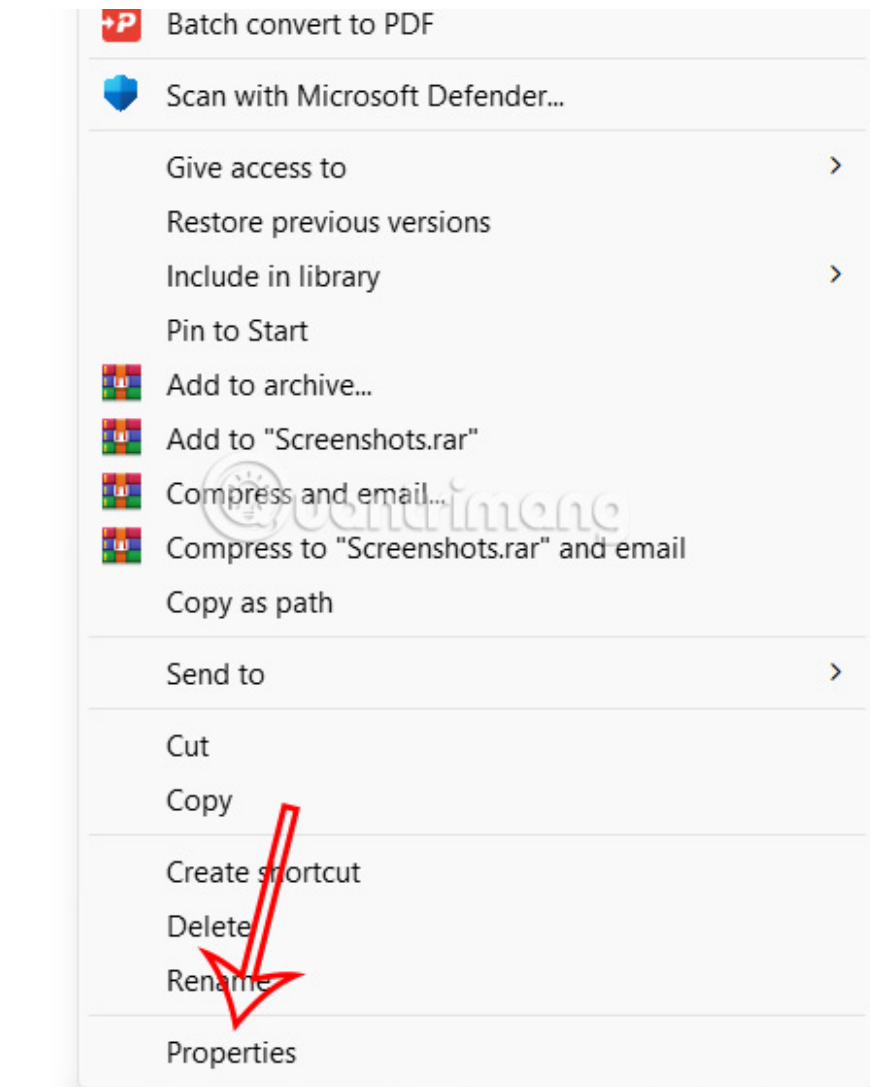 Batch convert to PDF
Scan with Microsoft Defender...
Give access to
Restore previous versions
Include in library
Pin to Start
Add to archive...
Add to "Screenshots.rar"
Compress and email...
Quantrimang
Compress to "Screenshots.rar" and email
Copy as path
Send to
Cut
Copy
Create shortcut
Delete
Rename
Properties